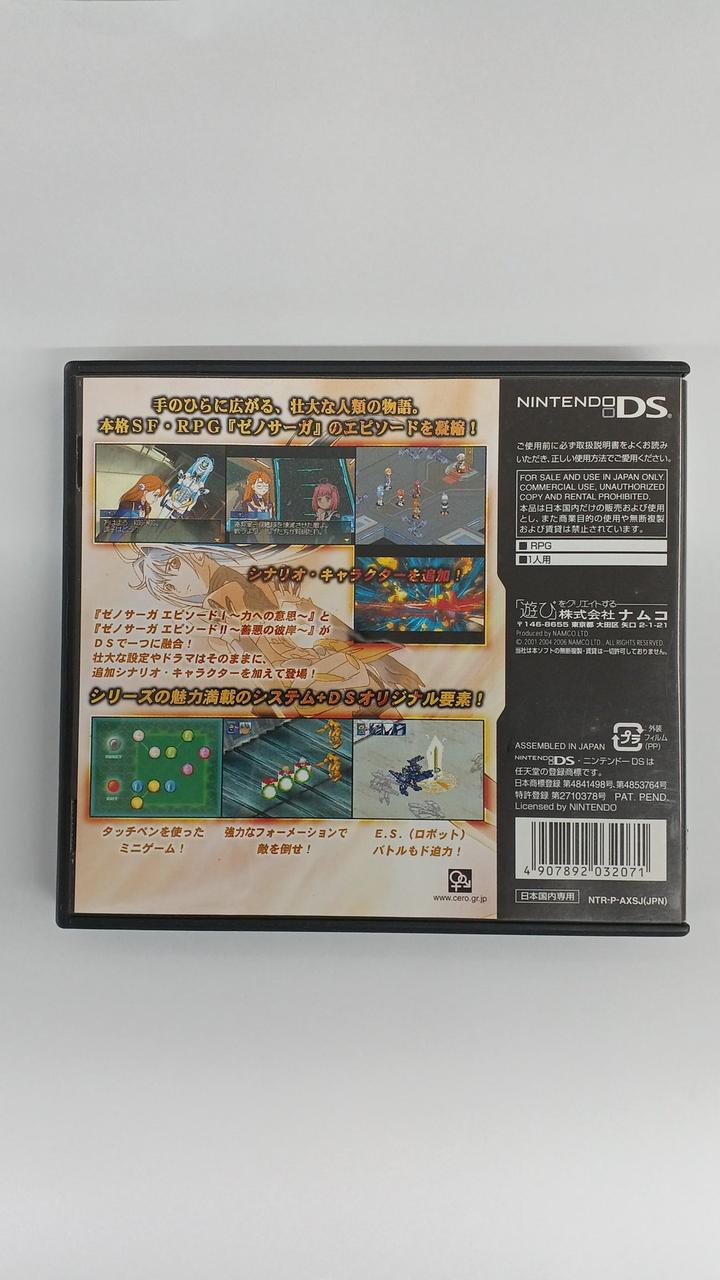 手のひらに広がる、壮大な人類の物語。
本格SF・RPG『ゼノサーガ』のエピソードを凝縮！
シナリオ・キャラクターを追加！
『ゼノサーガ エピソードⅠ～力への意思～』と
『ゼノサーガ エピソードⅡ～善悪の彼岸～』が
DSで一つに融合！
壮大な設定やドラマはそのままに、
追加シナリオ・キャラクターを加えて登場！
シリーズの魅力満載のシステム+DSオリジナル要素！
タッチペンを使った
ミニゲーム！
強力なフォーメーションで
敵を倒せ！
E.S.（ロボット）
バトルもド迫力！
www.cero.gr.jp
NINTENDO DS®
ご使用前に必ず取扱説明書をよくお読み
いただき、正しい使用方法でご愛用ください。
FOR SALE AND USE IN JAPAN ONLY.
COMMERCIAL USE, UNAUTHORIZED
COPY AND RENTAL PROHIBITED.
本品は日本国内だけの販売および使用
とし、また商業目的の使用や無断複製
および賃貸は禁止されています。
■ RPG
■ 1人用
「遊び」をクリエイトする
株式会社 ナムコ
〒146-8655 東京都 大田区 矢口 2-1-21
Produced by NAMCO LTD
© 2001 2004 2006 NAMCO LTD., ALL RIGHTS RESERVED.
当社は本ソフトの無断複製・賃貸は一切許可しておりません。
ASSEMBLED IN JAPAN
プラ
：外装
フィルム
(PP)
NINTENDO DS・ニンテンドーDSは
任天堂の登録商標です。
日本商標登録 第4841498号、第4853764号
特許登録 第2710378号 PAT. PEND.
Licensed by NINTENDO
4 907892 032071
日本国内専用
NTR-P-AXSJ(JPN)